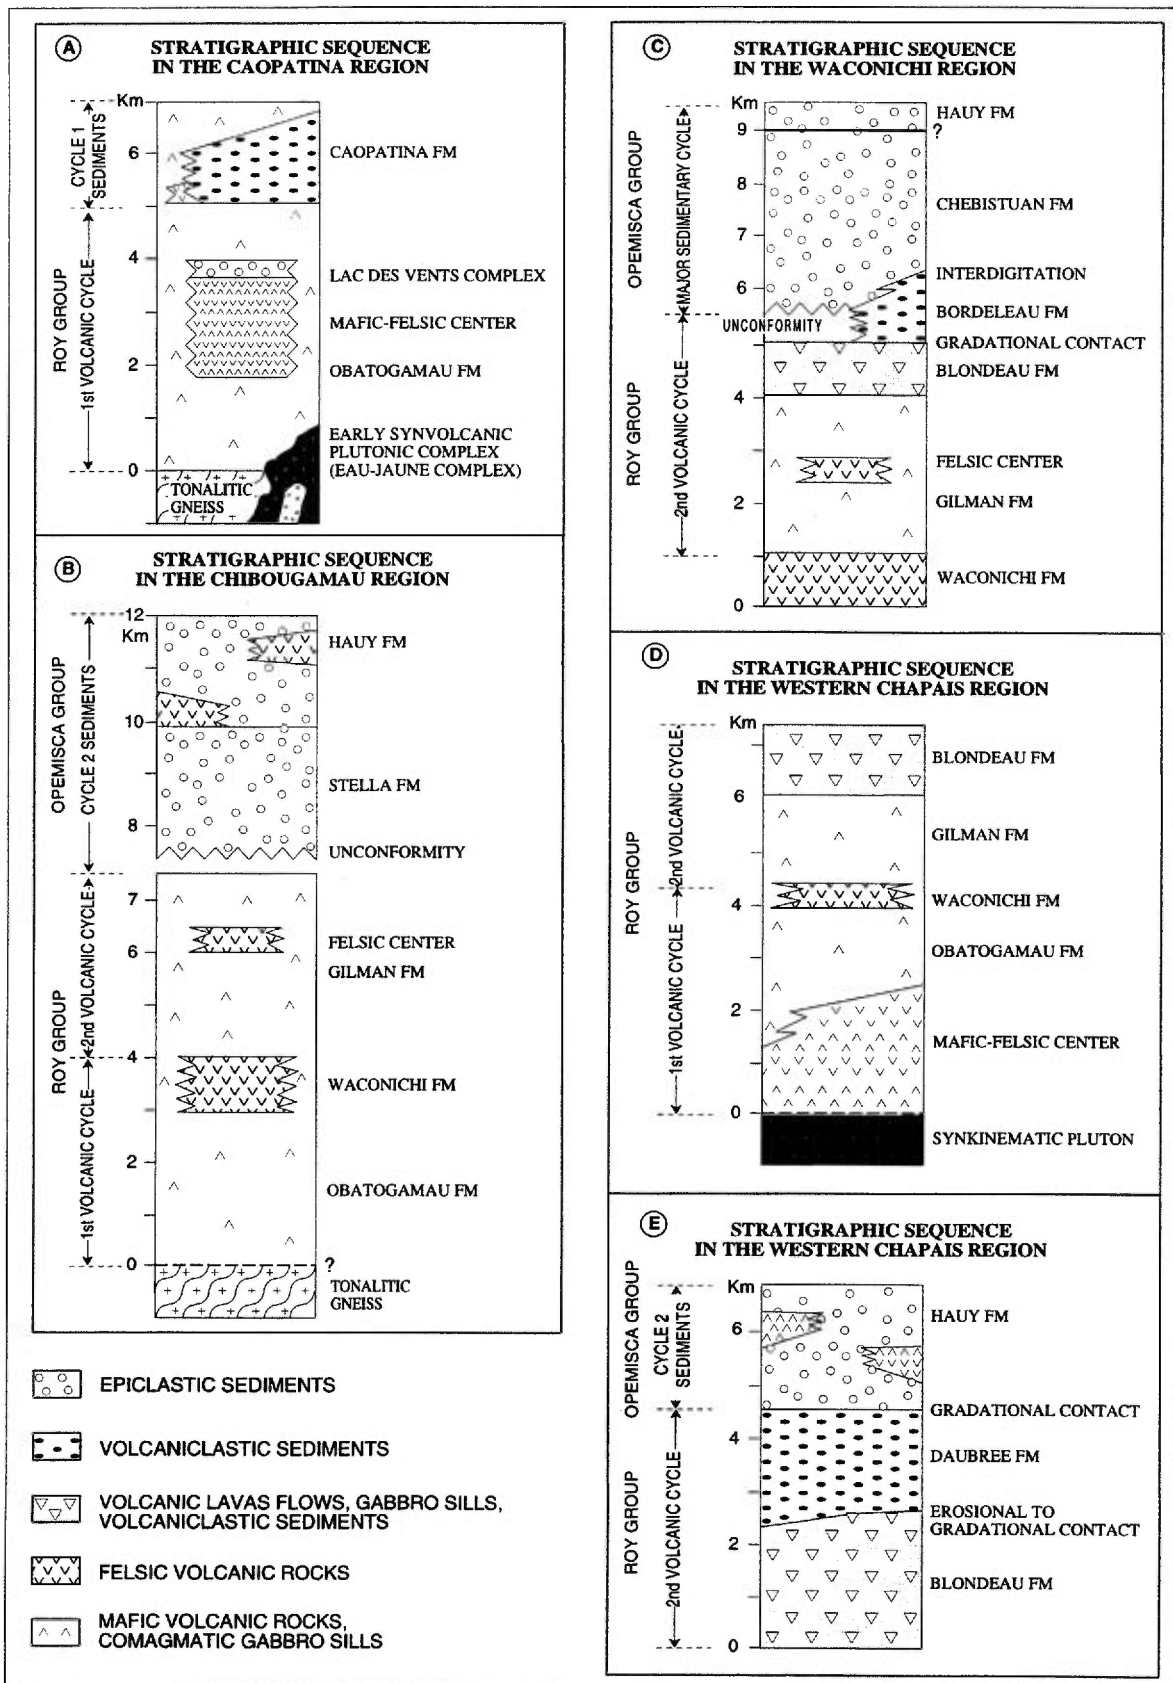 A
STRATIGRAPHIC SEQUENCE
IN THE CAOPATINA REGION
Km
6
4
2
0
CYCLE 1
SEDIMENTS
ROY GROUP
1st VOLCANIC CYCLE
CAOPATINA FM
LAC DES VENTS COMPLEX
MAFIC-FELSIC CENTER
OBATOGAMAU FM
EARLY SYNVOLCANIC
PLUTONIC COMPLEX
(EAU-JAUNE COMPLEX)
TONALITIC
GNEISS
B
STRATIGRAPHIC SEQUENCE
IN THE CHIBOUGAMAU REGION
12
Km
10
8
7
6
4
2
0
OPEMISCA GROUP
CYCLE 2 SEDIMENTS
ROY GROUP
2nd VOLCANIC CYCLE
1st VOLCANIC CYCLE
HAUY FM
STELLA FM
UNCONFORMITY
FELSIC CENTER
GILMAN FM
WACONICHI FM
OBATOGAMAU FM
?
TONALITIC
GNEISS
EPICLASTIC SEDIMENTS
VOLCANICLASTIC SEDIMENTS
VOLCANIC LAVAS FLOWS, GABBRO SILLS,
VOLCANICLASTIC SEDIMENTS
FELSIC VOLCANIC ROCKS
MAFIC VOLCANIC ROCKS,
COMAGMATIC GABBRO SILLS
C
STRATIGRAPHIC SEQUENCE
IN THE WACONICHI REGION
Km
9
8
7
6
4
2
0
OPEMISCA GROUP
MAJOR SEDIMENTARY CYCLE
ROY GROUP
2nd VOLCANIC CYCLE
HAUY FM
?
CHEBISTUAN FM
INTERDIGITATION
BORDELEAU FM
UNCONFORMITY
GRADATIONAL CONTACT
BLONDEAU FM
FELSIC CENTER
GILMAN FM
WACONICHI FM
D
STRATIGRAPHIC SEQUENCE
IN THE WESTERN CHAPAIS REGION
Km
6
4
2
0
ROY GROUP
2nd VOLCANIC CYCLE
1st VOLCANIC CYCLE
BLONDEAU FM
GILMAN FM
WACONICHI FM
OBATOGAMAU FM
MAFIC-FELSIC CENTER
SYNKINEMATIC PLUTON
E
STRATIGRAPHIC SEQUENCE
IN THE WESTERN CHAPAIS REGION
Km
6
4
2
0
OPEMISCA GROUP
CYCLE 2
SEDIMENTS
ROY GROUP
2nd VOLCANIC CYCLE
HAUY FM
GRADATIONAL CONTACT
DAUBREE FM
EROSIONAL TO
GRADATIONAL CONTACT
BLONDEAU FM